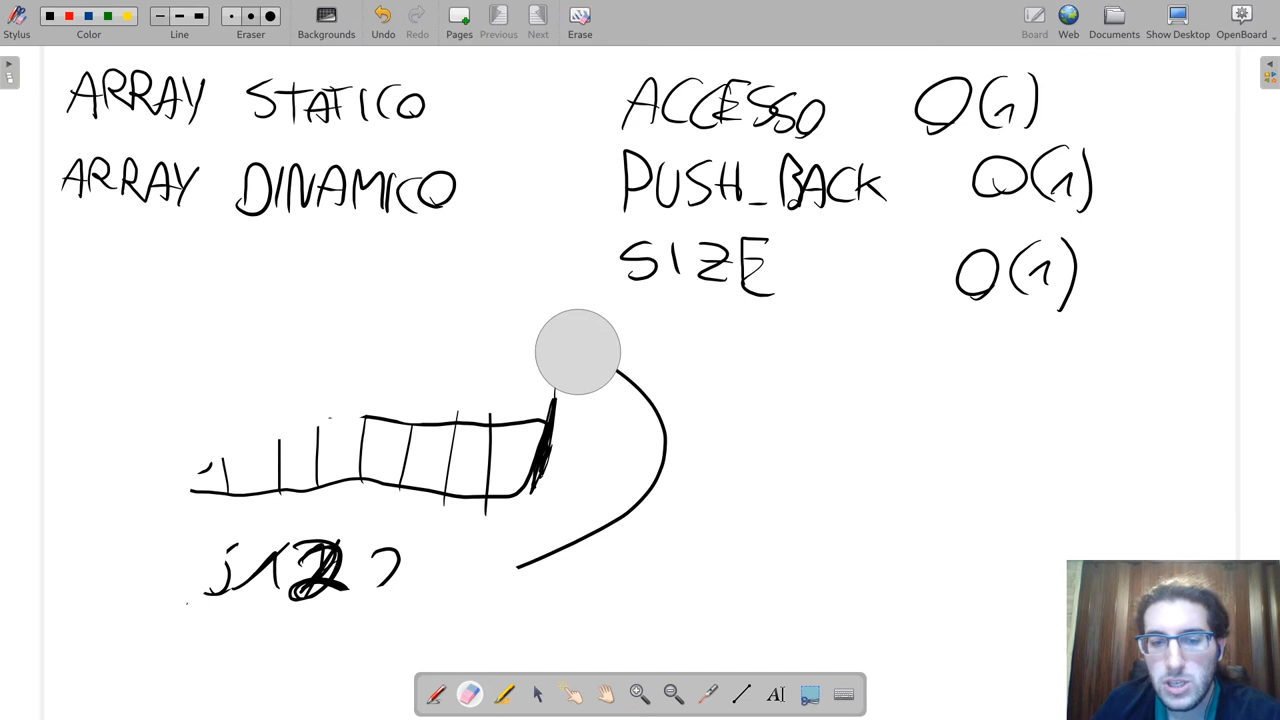 Stylus Color Line Eraser Backgrounds Undo Redo Pages Previous Next Erase Board Web Documents Show Desktop OpenBoard
ARRAY STATICO ACCESSO O(1)
ARRAY DINAMICO PUSH_BACK O(1)
SIZE O(1)